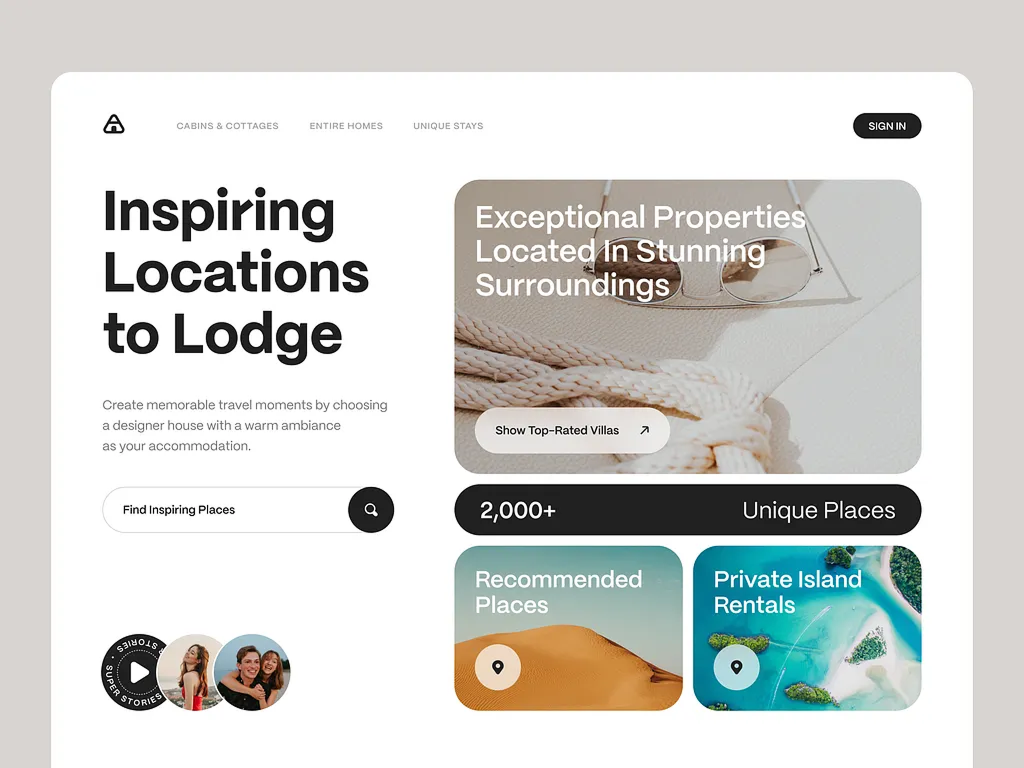 CABINS & COTTAGES
ENTIRE HOMES
UNIQUE STAYS
SIGN IN
Inspiring
Locations
to Lodge
Create memorable travel moments by choosing
a designer house with a warm ambiance
as your accommodation.
Find Inspiring Places
SUPER STORIES • SUPER STORIES •
Exceptional Properties
Located In Stunning
Surroundings
Show Top-Rated Villas
2,000+
Unique Places
Recommended
Places
Private Island
Rentals